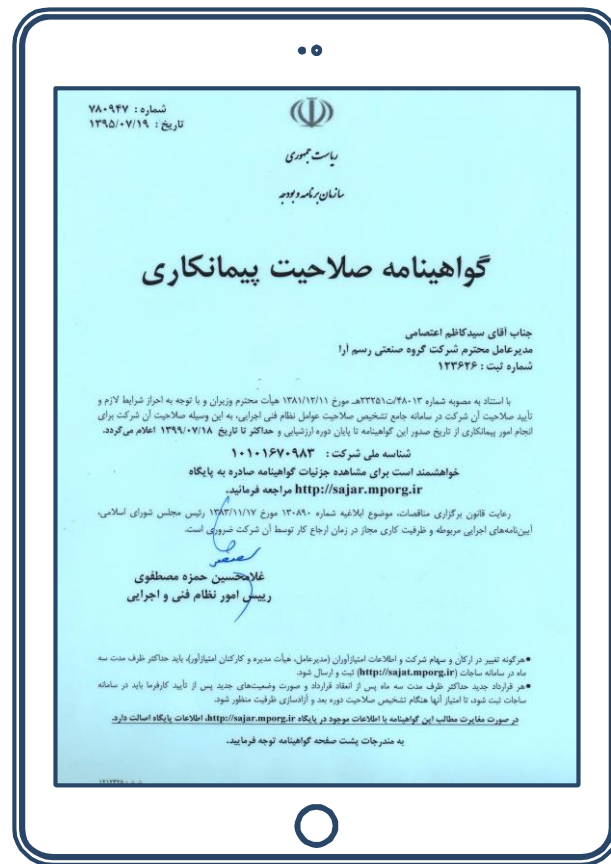 شماره : ۷۸۰۹۴۷
تاریخ : ۱۳۹۵/۰۷/۱۹
ریاست جمهوری
سازمان برنامه و بودجه
گواهینامه صلاحیت پیمانکاری
جناب آقای سیدکاظم اعتصامی
مدیرعامل محترم شرکت گروه صنعتی رسم آرا
شماره ثبت : ۱۲۳۶۲۶
با استناد به مصوبه شماره ۴۸۰۱۳/ت۲۳۲۵۱هـ مورخ ۱۳۸۱/۱۲/۱۱ هیأت محترم وزیران و با توجه به احراز شرایط لازم و
تأیید صلاحیت آن شرکت در سامانه جامع تشخیص صلاحیت عوامل نظام فنی اجرایی، به این وسیله صلاحیت آن شرکت برای
انجام امور پیمانکاری از تاریخ صدور این گواهینامه تا پایان دوره ارزشیابی و حداکثر تا تاریخ ۱۳۹۹/۰۷/۱۸ اعلام می‌گردد.
شناسه ملی شرکت : ۱۰۱۰۱۶۷۰۹۸۳
خواهشمند است برای مشاهده جزئیات گواهینامه صادره به پایگاه
http://sajar.mporg.ir مراجعه فرمائید.
رعایت قانون برگزاری مناقصات، موضوع ابلاغیه شماره ۱۳۰۸۹۰ مورخ ۱۳۸۳/۱۱/۱۷ رئیس مجلس شورای اسلامی،
آیین‌نامه‌های اجرایی مربوطه و ظرفیت کاری مجاز در زمان ارجاع کار توسط آن شرکت ضروری است.
غلامحسین حمزه مصطفوی
رییس امور نظام فنی و اجرایی
●هرگونه تغییر در ارکان و سهام شرکت و اطلاعات امتیازآوران (مدیرعامل، هیأت مدیره و کارکنان امتیازآور)، باید حداکثر ظرف مدت سه
ماه در سامانه ساجات (http://sajat.mporg.ir) ثبت و ارسال شود.
●هر قرارداد جدید حداکثر ظرف مدت سه ماه پس از انعقاد قرارداد و صورت وضعیت‌های جدید پس از تأیید کارفرما باید در سامانه
ساجات ثبت شود، تا امتیاز آنها هنگام تشخیص صلاحیت دوره بعد و آزادسازی ظرفیت منظور شود.
در صورت مغایرت مطالب این گواهینامه با اطلاعات موجود در پایگاه http://sajar.mporg.ir، اطلاعات پایگاه اصالت دارد.
به مندرجات پشت صفحه گواهینامه توجه فرمایید.